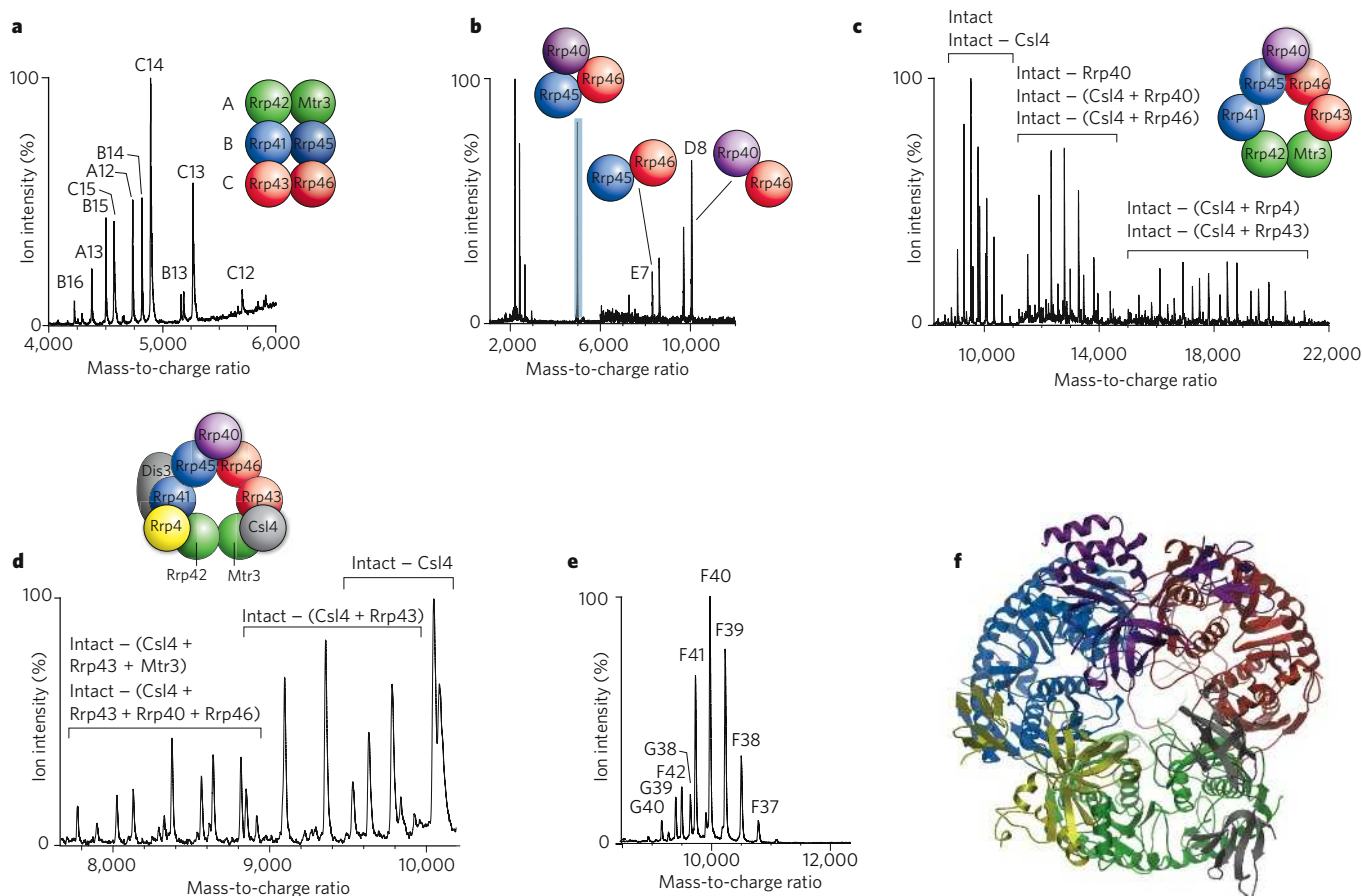 a
C14
100
A
Rrp42
Mtr3
B
Rrp41
Rrp45
C
Rrp43
Rrp46
B14
A12
C15
B15
C13
A13
B16
B13
C12
Ion intensity (%)
0
4,000
5,000
6,000
Mass-to-charge ratio
b
100
Rrp40
Rrp46
Rrp45
Rrp45
Rrp46
D8
Rrp40
Rrp46
E7
Ion intensity (%)
0
2,000
6,000
10,000
Mass-to-charge ratio
c
Intact
Intact – Csl4
100
Intact – Rrp40
Intact – (Csl4 + Rrp40)
Intact – (Csl4 + Rrp46)
Rrp40
Rrp45
Rrp46
Rrp41
Rrp43
Rrp42
Mtr3
Intact – (Csl4 + Rrp4)
Intact – (Csl4 + Rrp43)
Ion intensity (%)
0
10,000
14,000
18,000
22,000
Mass-to-charge ratio
Rrp40
Dis3
Rrp45
Rrp46
Rrp41
Rrp43
Rrp4
Csl4
Rrp42
Mtr3
d
Intact – Csl4
100
Intact – (Csl4 + Rrp43)
Intact – (Csl4 +
Rrp43 + Mtr3)
Intact – (Csl4 +
Rrp43 + Rrp40 + Rrp46)
Ion intensity (%)
0
8,000
9,000
10,000
Mass-to-charge ratio
e
F40
100
F39
F41
G38
F42
F38
G39
G40
F37
Ion intensity (%)
0
10,000
12,000
Mass-to-charge ratio
f